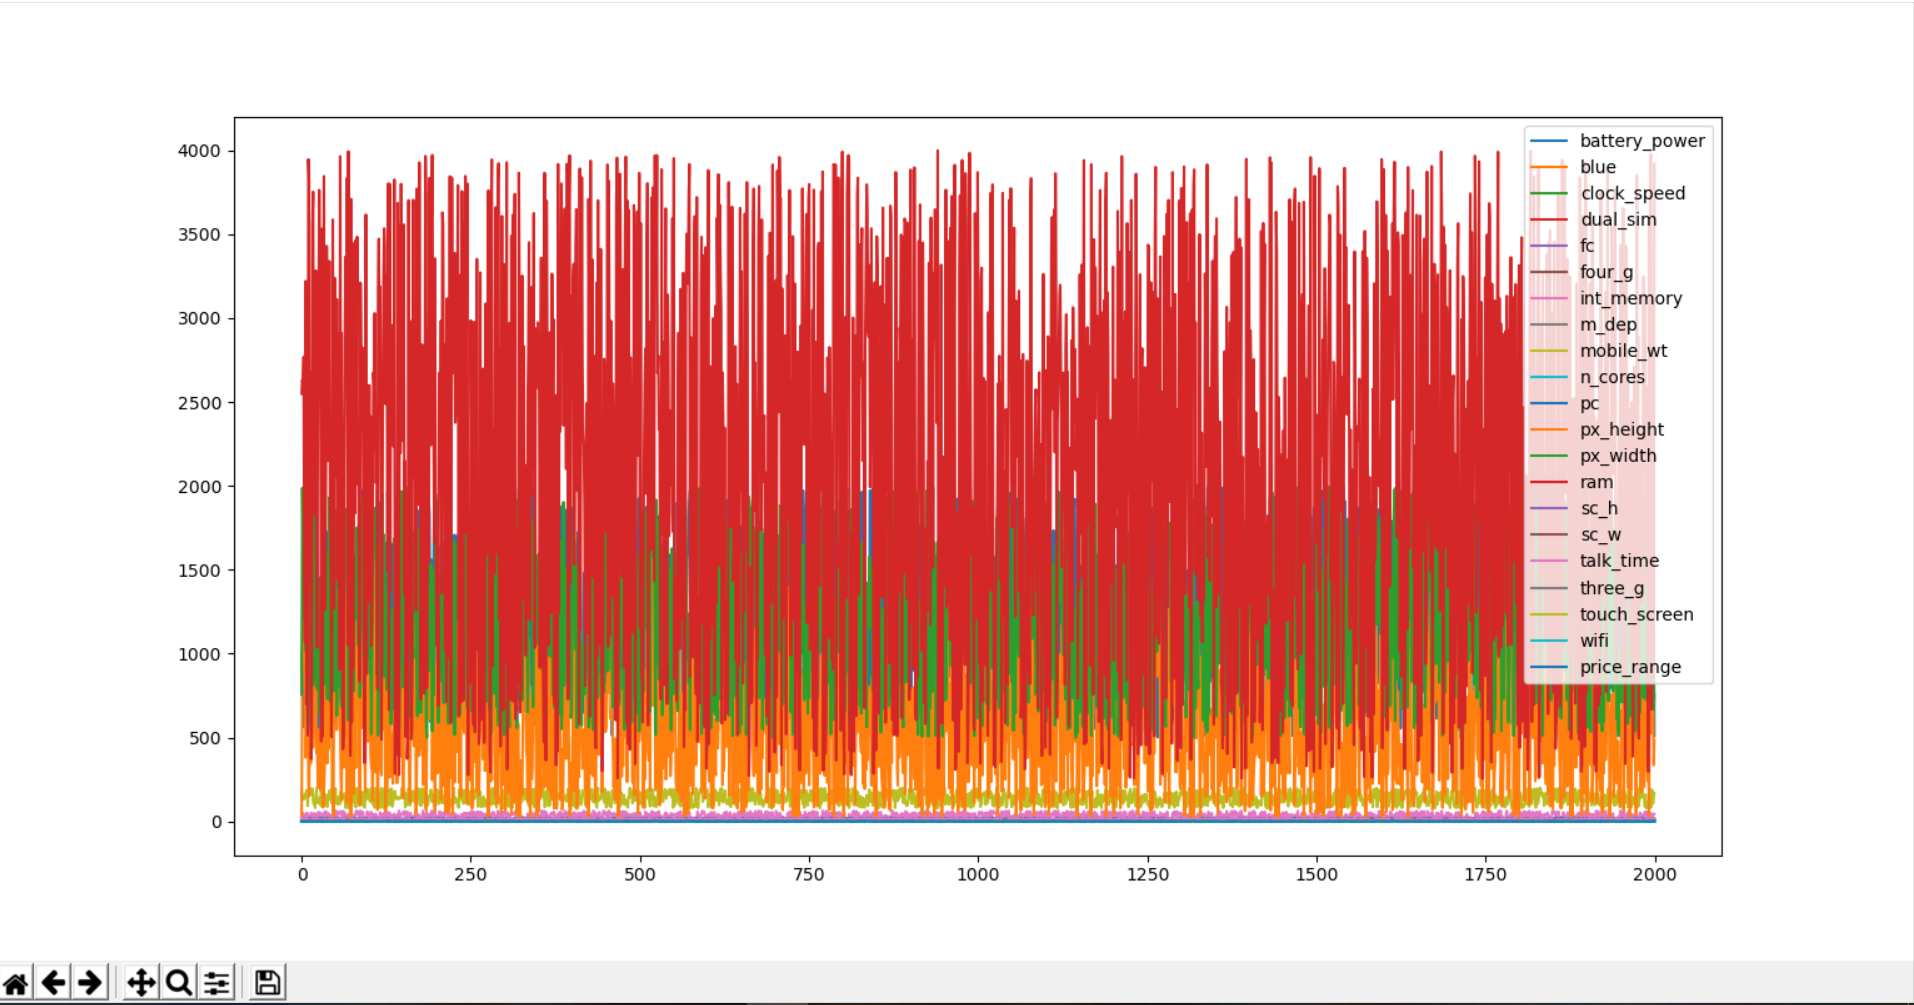 4000
3500
3000
2500
2000
1500
1000
500
0
0 250 500 750 1000 1250 1500 1750 2000
battery_power
blue
clock_speed
dual_sim
fc
four_g
int_memory
m_dep
mobile_wt
n_cores
pc
px_height
px_width
ram
sc_h
sc_w
talk_time
three_g
touch_screen
wifi
price_range